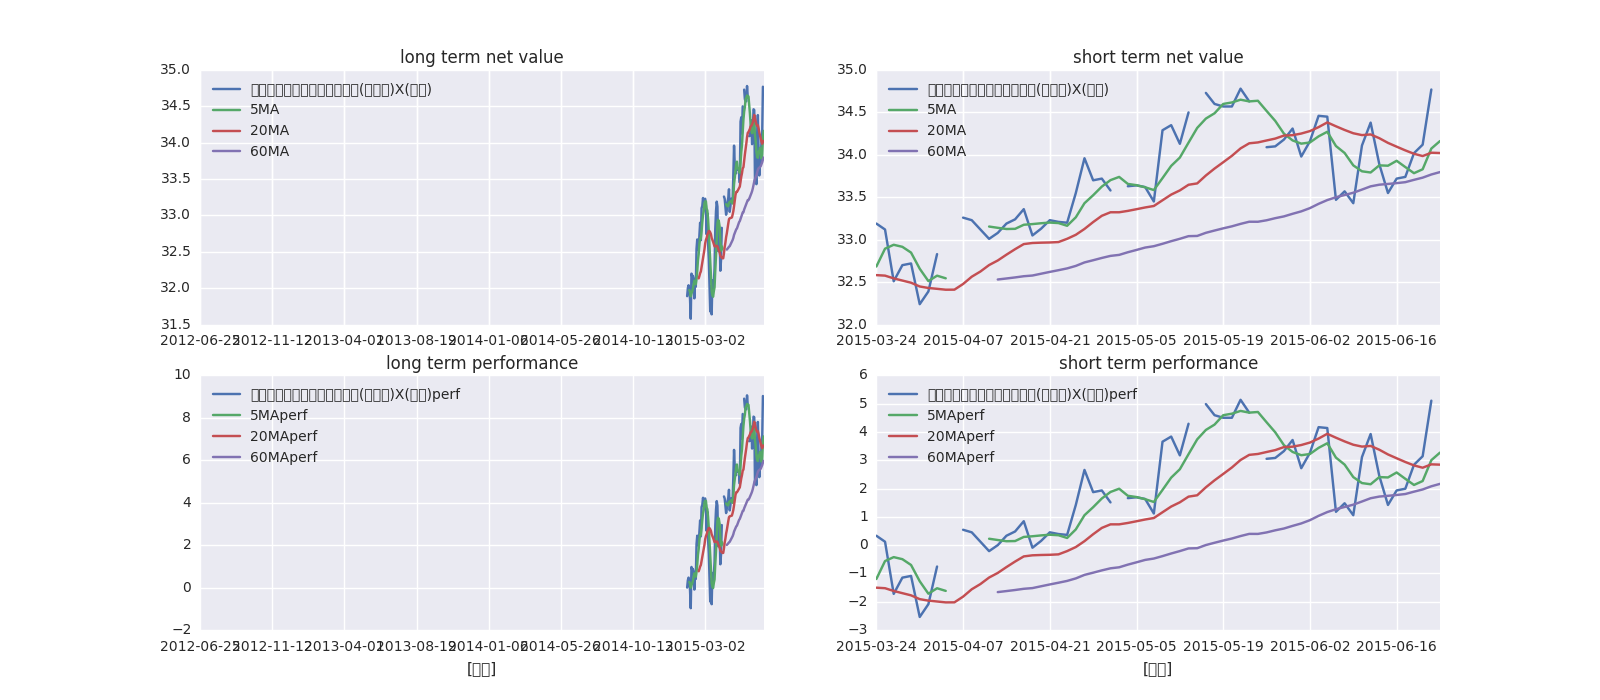 long term net value
35.0
34.5
34.0
33.5
33.0
32.5
32.0
31.5
)X(
5MA
20MA
60MA
2012-06-25 2012-11-12 2013-04-01 2013-08-19 2014-01-06 2014-05-26 2014-10-13 2015-03-02
short term net value
35.0
34.5
34.0
33.5
33.0
32.5
32.0
)X(
5MA
20MA
60MA
2015-03-24 2015-04-07 2015-04-21 2015-05-05 2015-05-19 2015-06-02 2015-06-16
long term performance
10
8
6
4
2
0
−2
)X( )perf
5MAperf
20MAperf
60MAperf
2012-06-25 2012-11-12 2013-04-01 2013-08-19 2014-01-06 2014-05-26 2014-10-13 2015-03-02
short term performance
6
5
4
3
2
1
0
−1
−2
−3
)X( )perf
5MAperf
20MAperf
60MAperf
2015-03-24 2015-04-07 2015-04-21 2015-05-05 2015-05-19 2015-06-02 2015-06-16